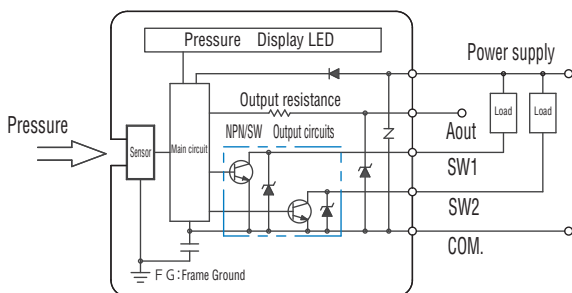 Pressure Display LED
Power supply
Output resistance
Load
Load
Pressure
NPN/SW Output circuits
Aout
Sensor
Main circuit
SW1
SW2
COM.
F G:Frame Ground